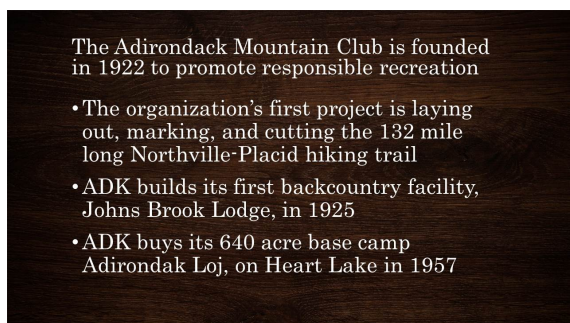 The Adirondack Mountain Club is founded
in 1922 to promote responsible recreation
• The organization's first project is laying
out, marking, and cutting the 132 mile
long Northville-Placid hiking trail
• ADK builds its first backcountry facility,
Johns Brook Lodge, in 1925
• ADK buys its 640 acre base camp
Adirondak Loj, on Heart Lake in 1957